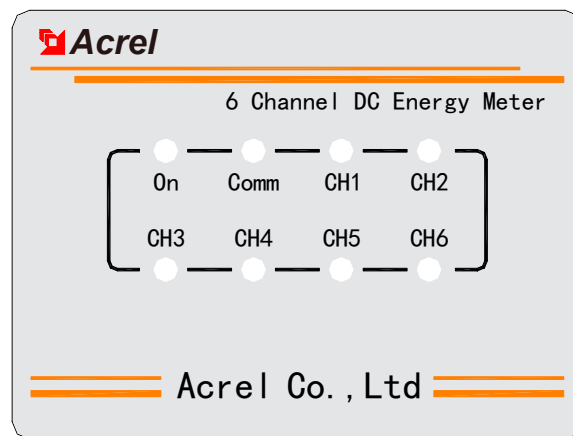 Acrel
6 Channel DC Energy Meter
On Comm CH1 CH2
CH3 CH4 CH5 CH6
Acrel Co.,Ltd